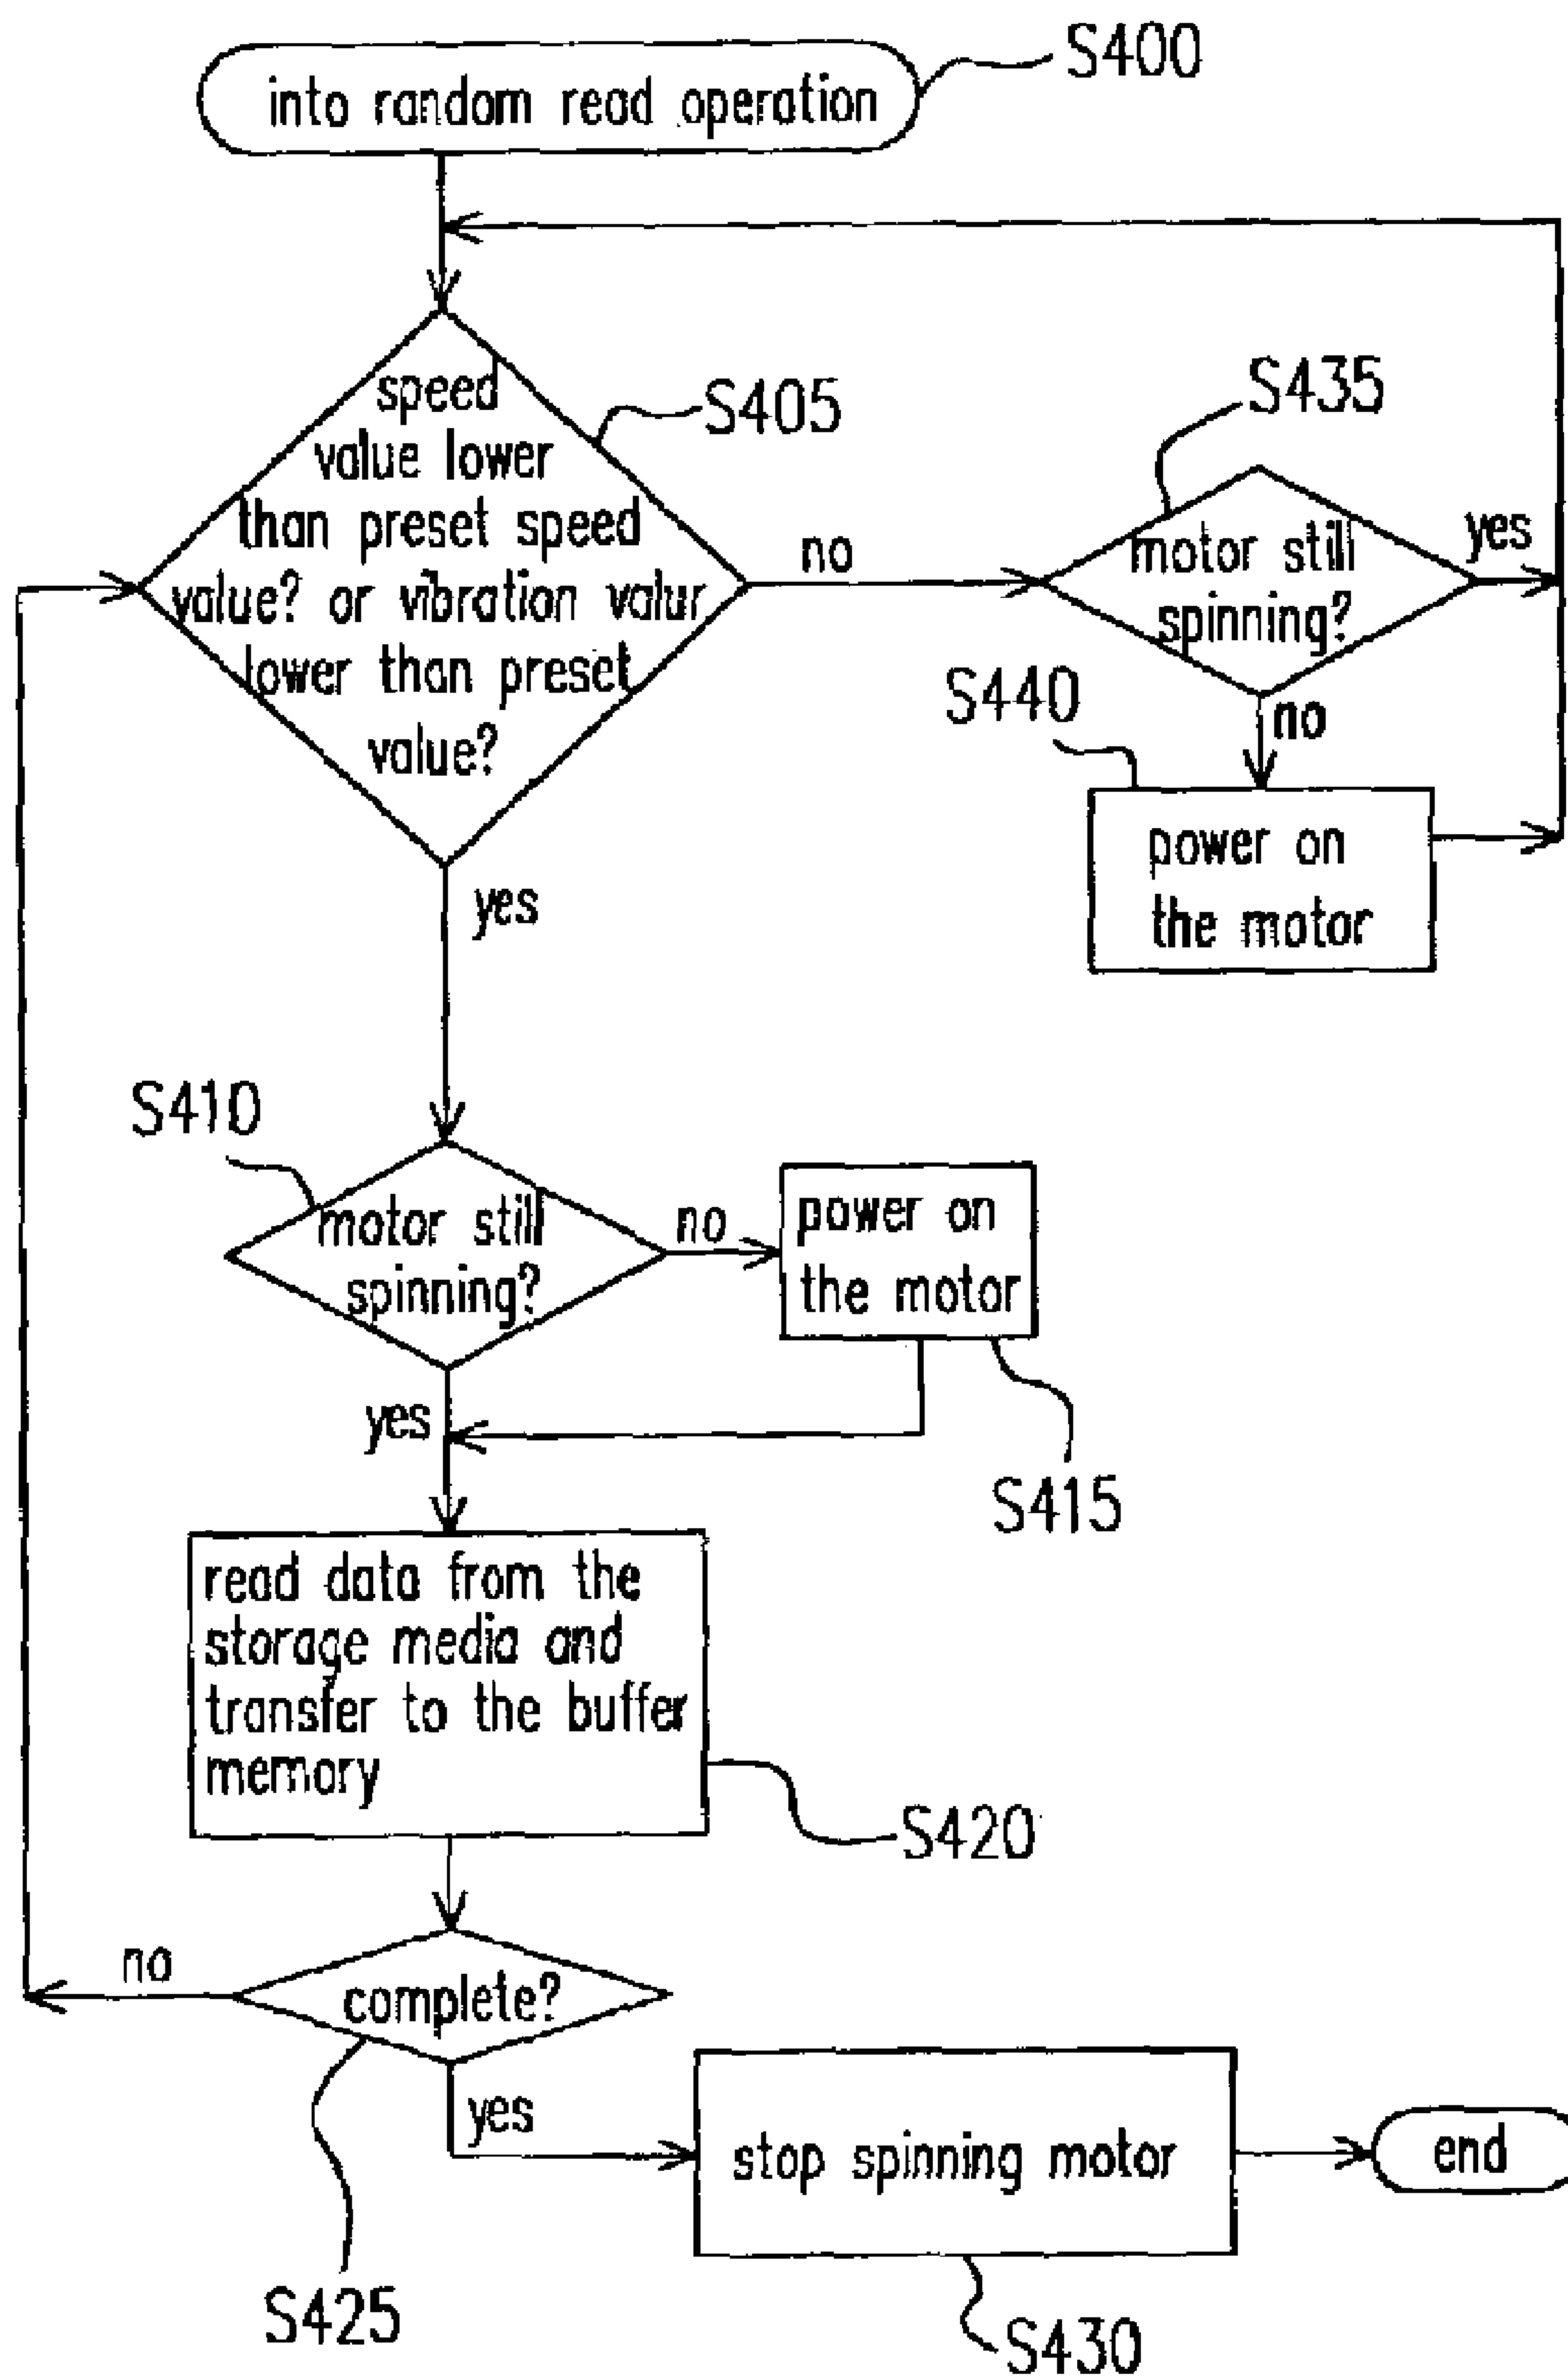 S400
into random read operation
speed
value lower
than preset speed
value? or vibration valur
lower than preset
value?
S405
no
S435
motor still
spinning?
yes
no
S440
power on
the motor
yes
S410
motor still
spinning?
no
power on
the motor
S415
yes
read data from the
storage media and
transfer to the buffer
memory
S420
no
complete?
S425
yes
stop spinning motor
S430
end